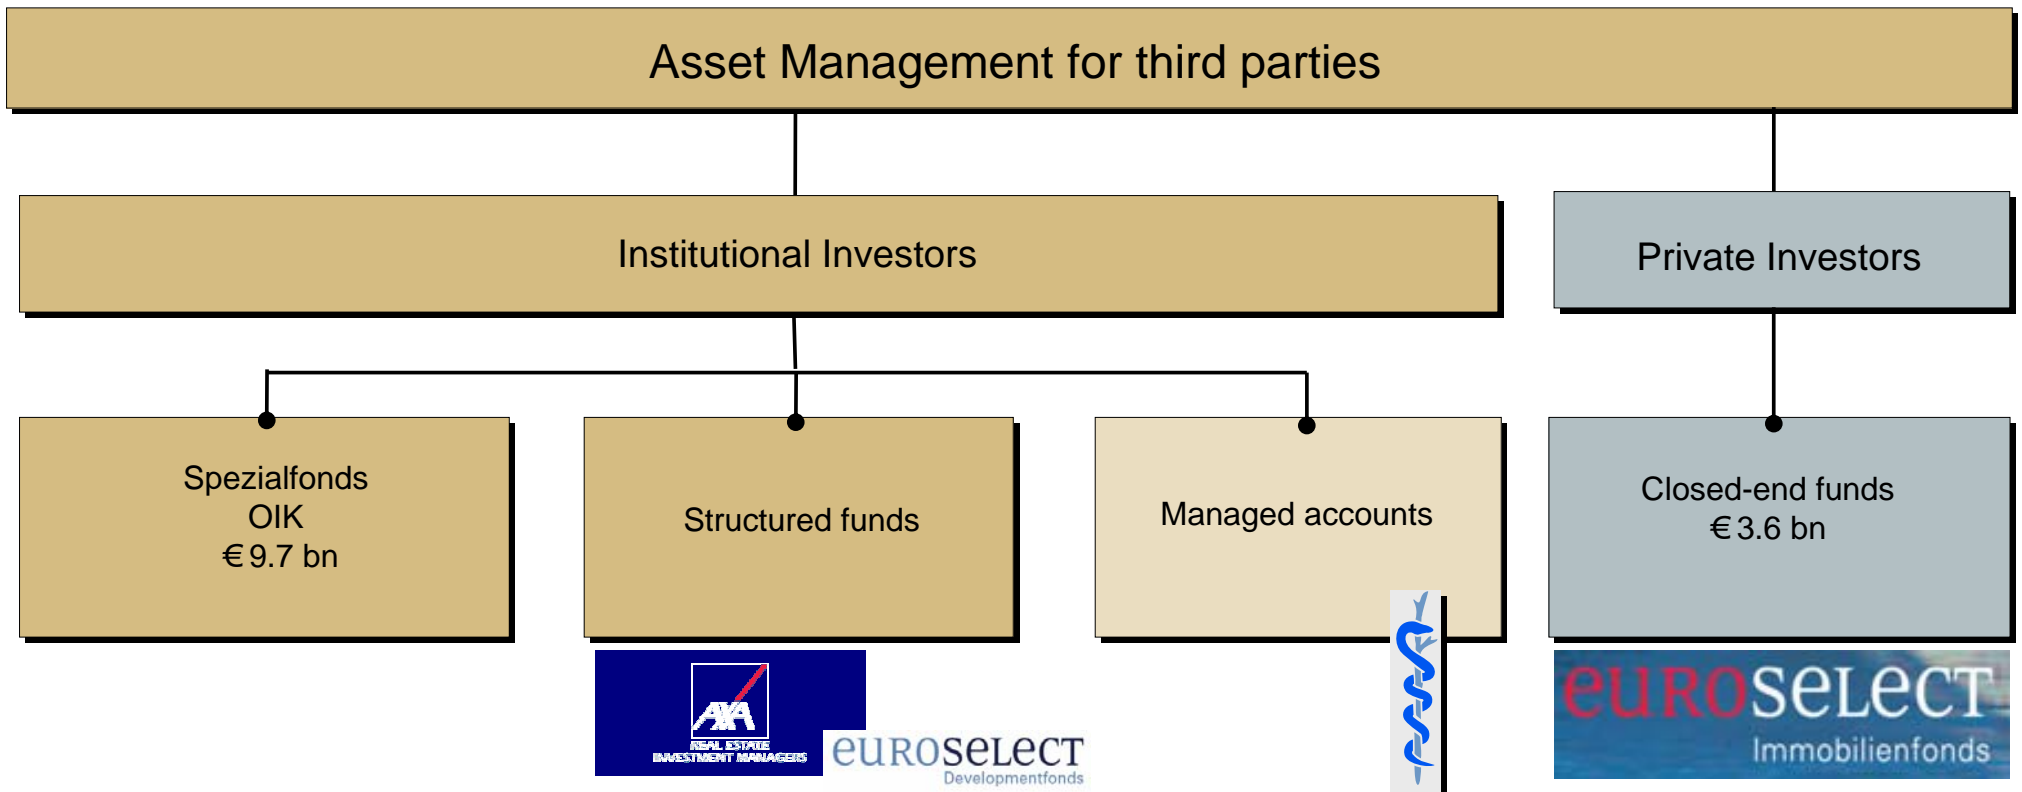 Asset Management for third parties
Institutional Investors
Private Investors
Spezialfonds
OIK
€ 9.7 bn
Structured funds
Managed accounts
Closed-end funds
€ 3.6 bn
AXA
REAL ESTATE
INVESTMENT MANAGERS
euroselect
Developmentfonds
euroselect
Immobilienfonds